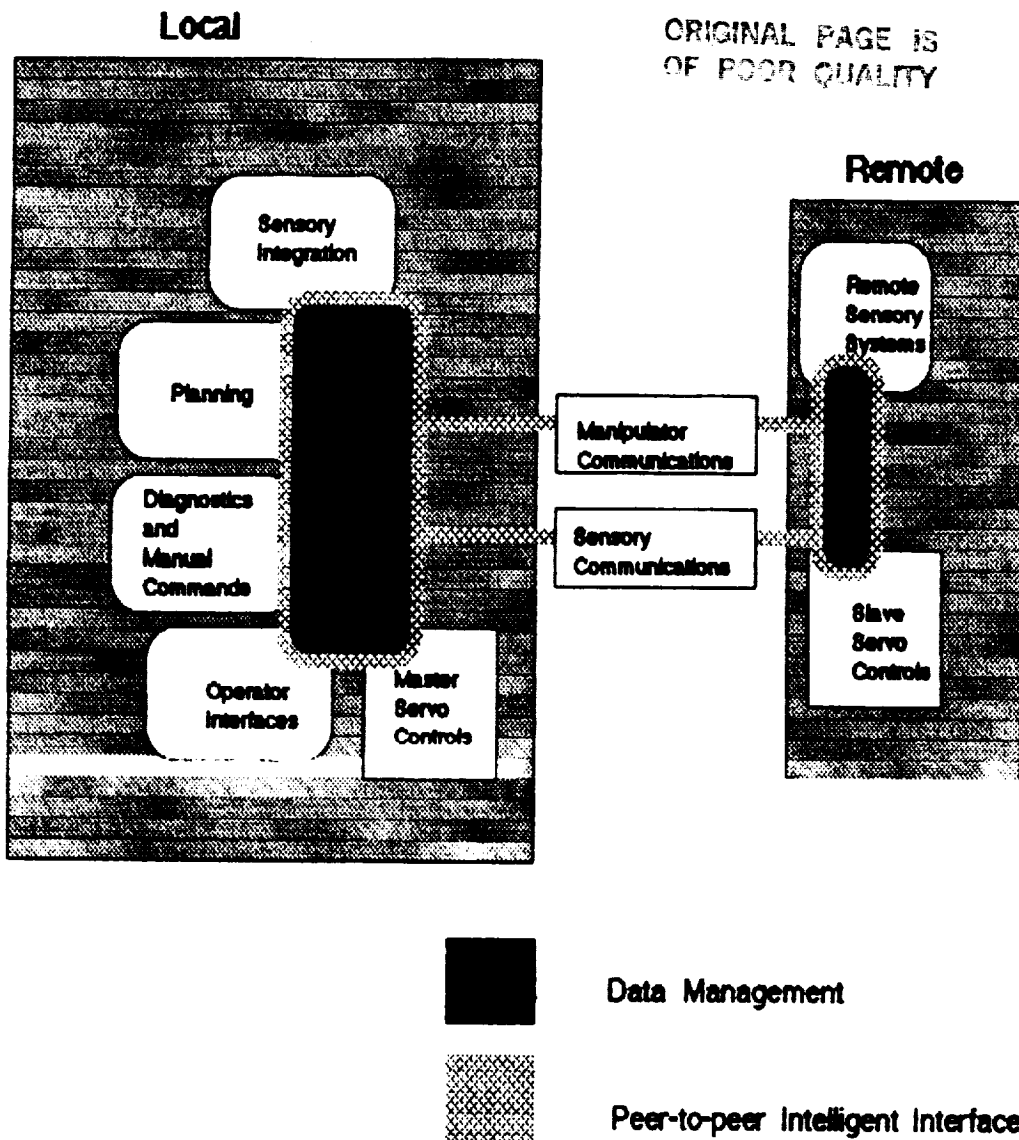 Local
ORIGINAL PAGE IS
OF POOR QUALITY
Remote
Sensory
Integration
Remote
Sensory
Systems
Planning
Manipulator
Communications
Diagnostics
and
Manual
Commands
Sensory
Communications
Slave
Servo
Controls
Operator
Interfaces
Master
Servo
Controls
Data Management
Peer-to-peer Intelligent Interface